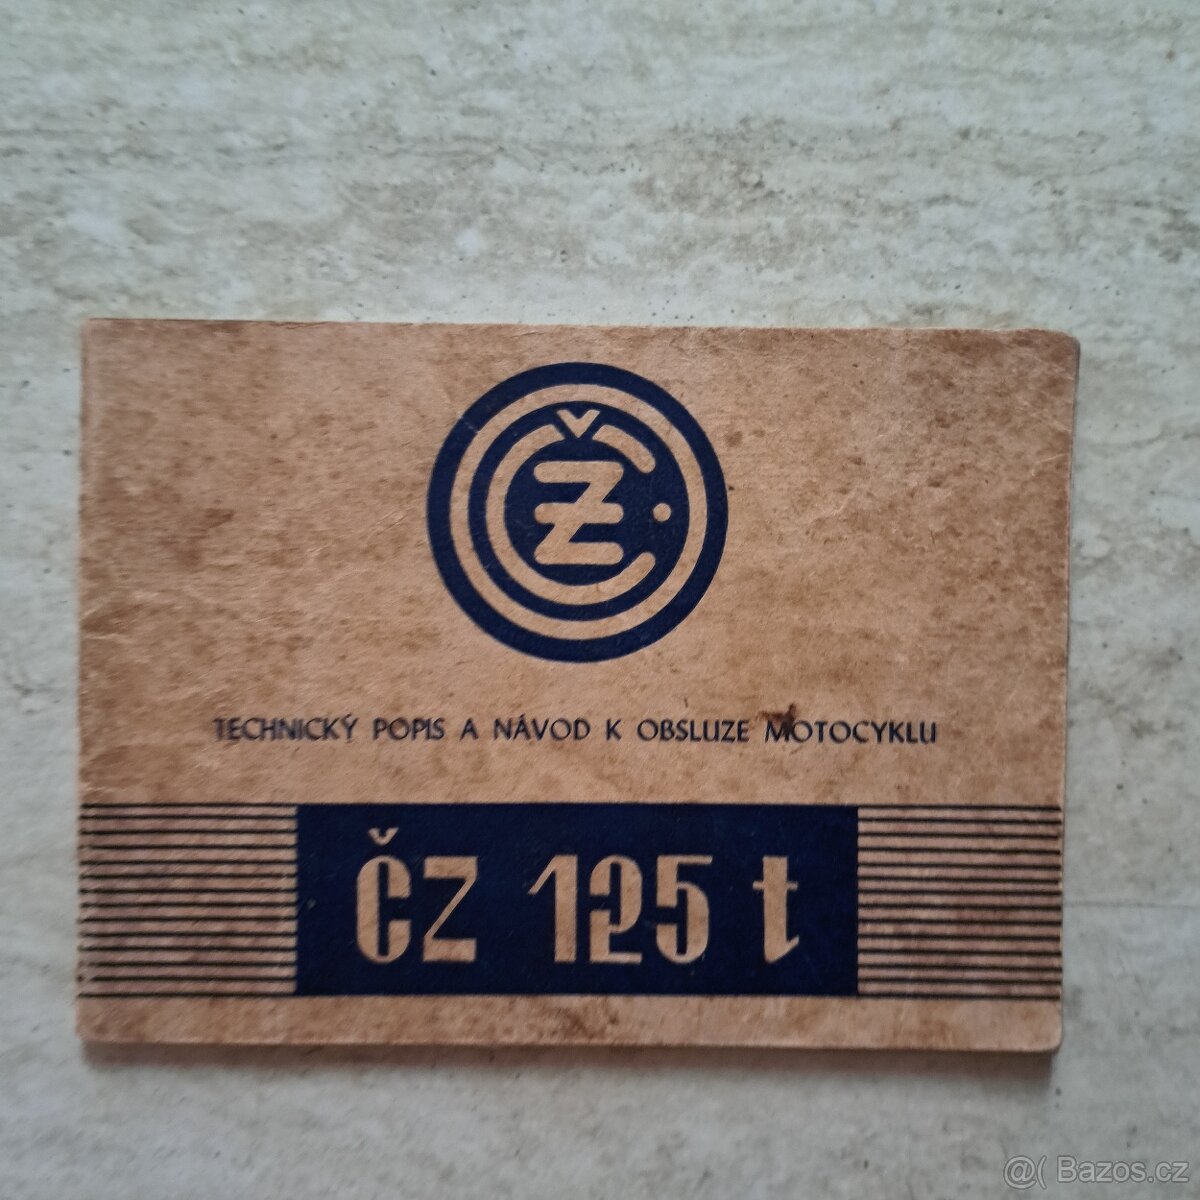 ČZ
TECHNICKÝ POPIS A NÁVOD K OBSLUZE MOTOCYKLU
ČZ 125 t
@( Bazos.cz